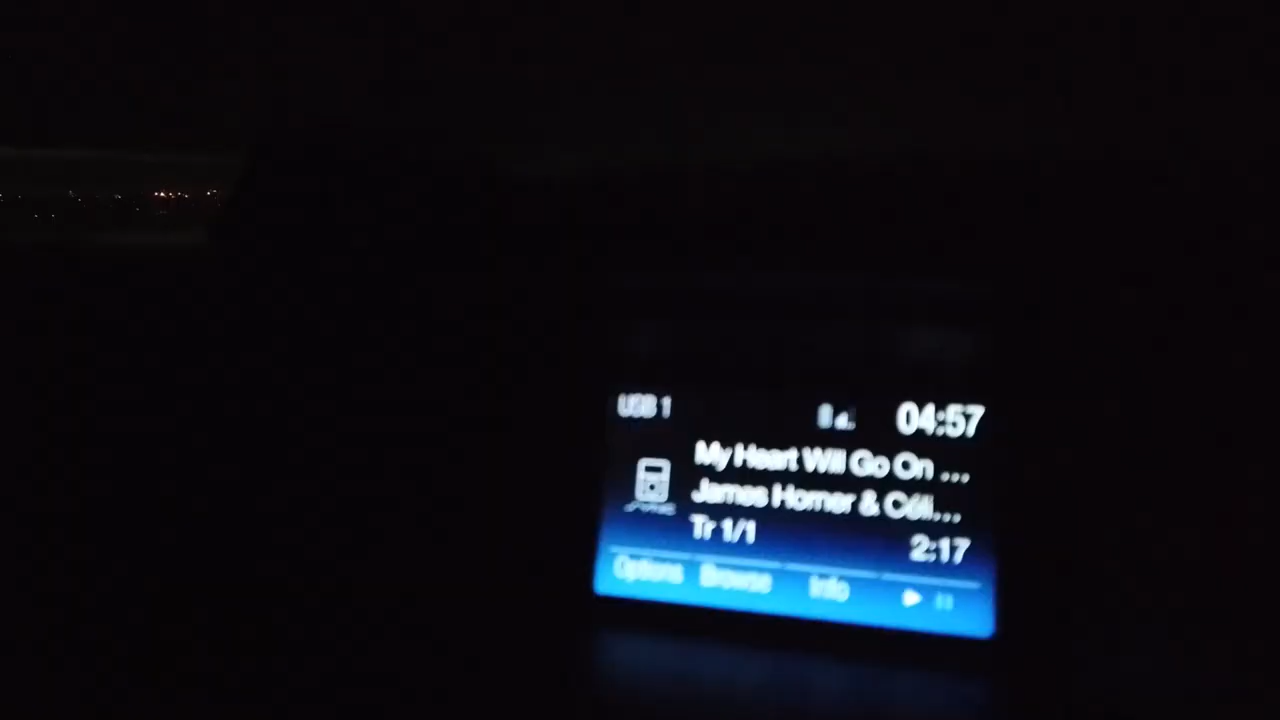 USB 1
04:57
My Heart Will Go On ...
James Horner & Céli...
Tr 1/1
2:17
Options Browse Info